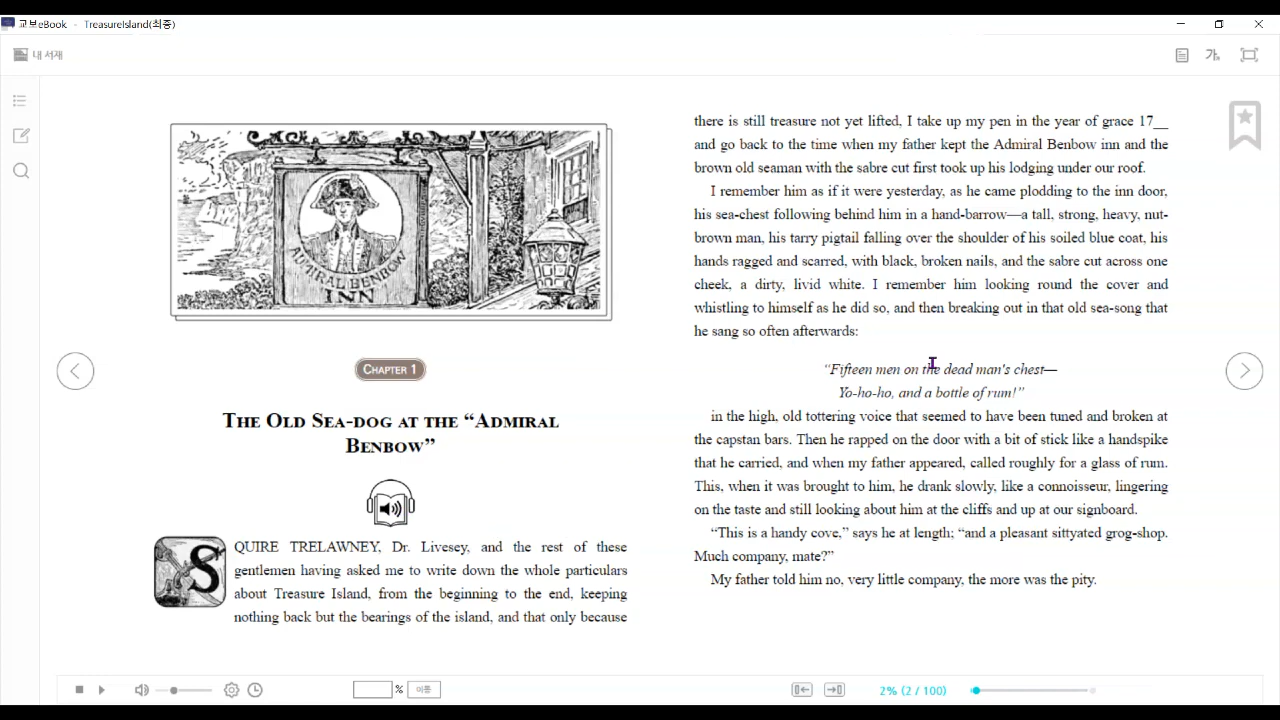 교보eBook - TreasureIsland(최종)
내 서재
가
ADMIRAL BENBOW
INN
CHAPTER 1
THE OLD SEA-DOG AT THE “ADMIRAL
BENBOW”
SQUIRE TRELAWNEY, Dr. Livesey, and the rest of these
gentlemen having asked me to write down the whole particulars
about Treasure Island, from the beginning to the end, keeping
nothing back but the bearings of the island, and that only because
there is still treasure not yet lifted, I take up my pen in the year of grace 17__
and go back to the time when my father kept the Admiral Benbow inn and the
brown old seaman with the sabre cut first took up his lodging under our roof.
I remember him as if it were yesterday, as he came plodding to the inn door,
his sea-chest following behind him in a hand-barrow—a tall, strong, heavy, nut-
brown man, his tarry pigtail falling over the shoulder of his soiled blue coat, his
hands ragged and scarred, with black, broken nails, and the sabre cut across one
cheek, a dirty, livid white. I remember him looking round the cover and
whistling to himself as he did so, and then breaking out in that old sea-song that
he sang so often afterwards:
“Fifteen men on the dead man's chest—
Yo-ho-ho, and a bottle of rum!”
in the high, old tottering voice that seemed to have been tuned and broken at
the capstan bars. Then he rapped on the door with a bit of stick like a handspike
that he carried, and when my father appeared, called roughly for a glass of rum.
This, when it was brought to him, he drank slowly, like a connoisseur, lingering
on the taste and still looking about him at the cliffs and up at our signboard.
“This is a handy cove,” says he at length; “and a pleasant sittyated grog-shop.
Much company, mate?”
My father told him no, very little company, the more was the pity.
% 이동
2% (2 / 100)